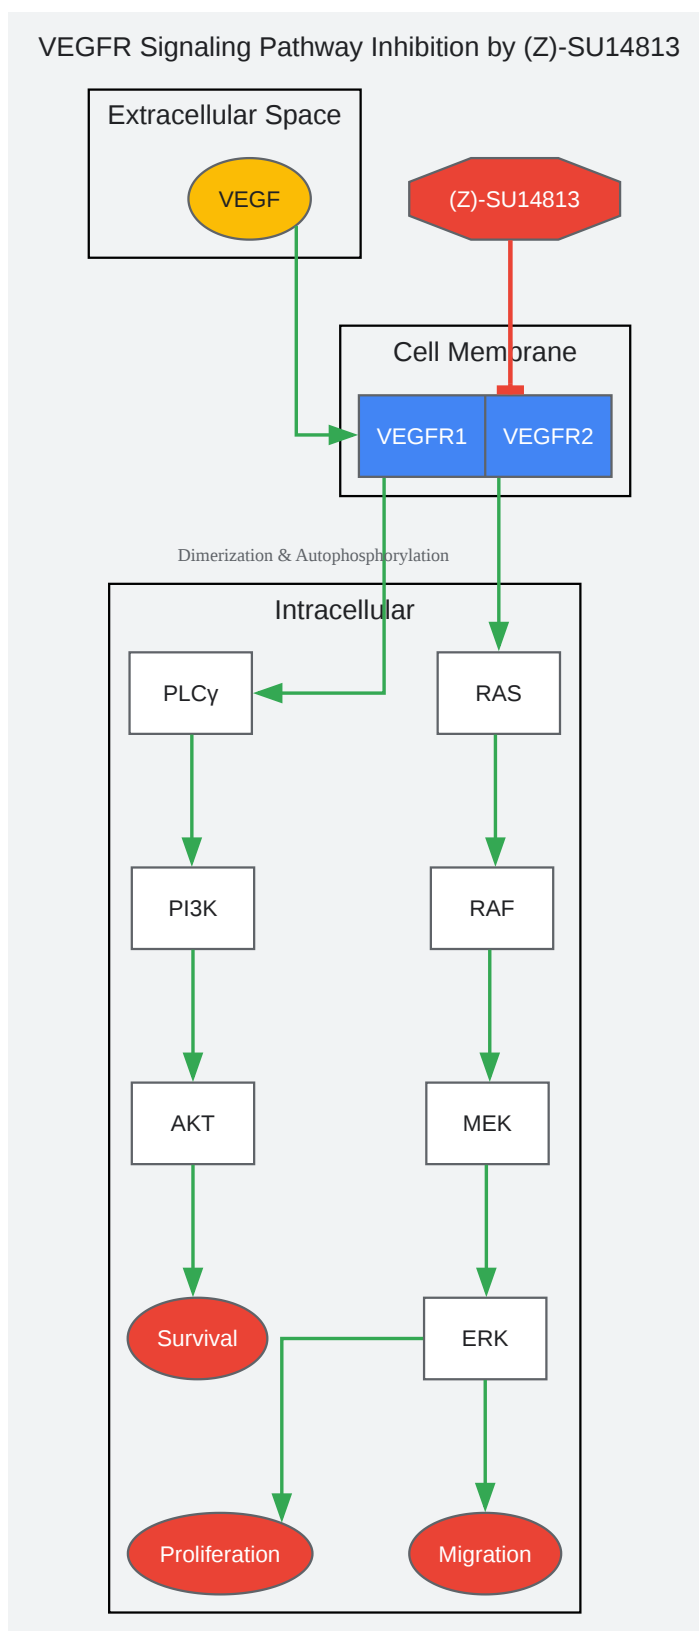 VEGFR Signaling Pathway Inhibition by (Z)-SU14813
Extracellular Space
VEGF
(Z)-SU14813
Cell Membrane
VEGFR1
VEGFR2
Dimerization & Autophosphorylation
Intracellular
PLCγ
RAS
PI3K
RAF
AKT
MEK
Survival
ERK
Proliferation
Migration